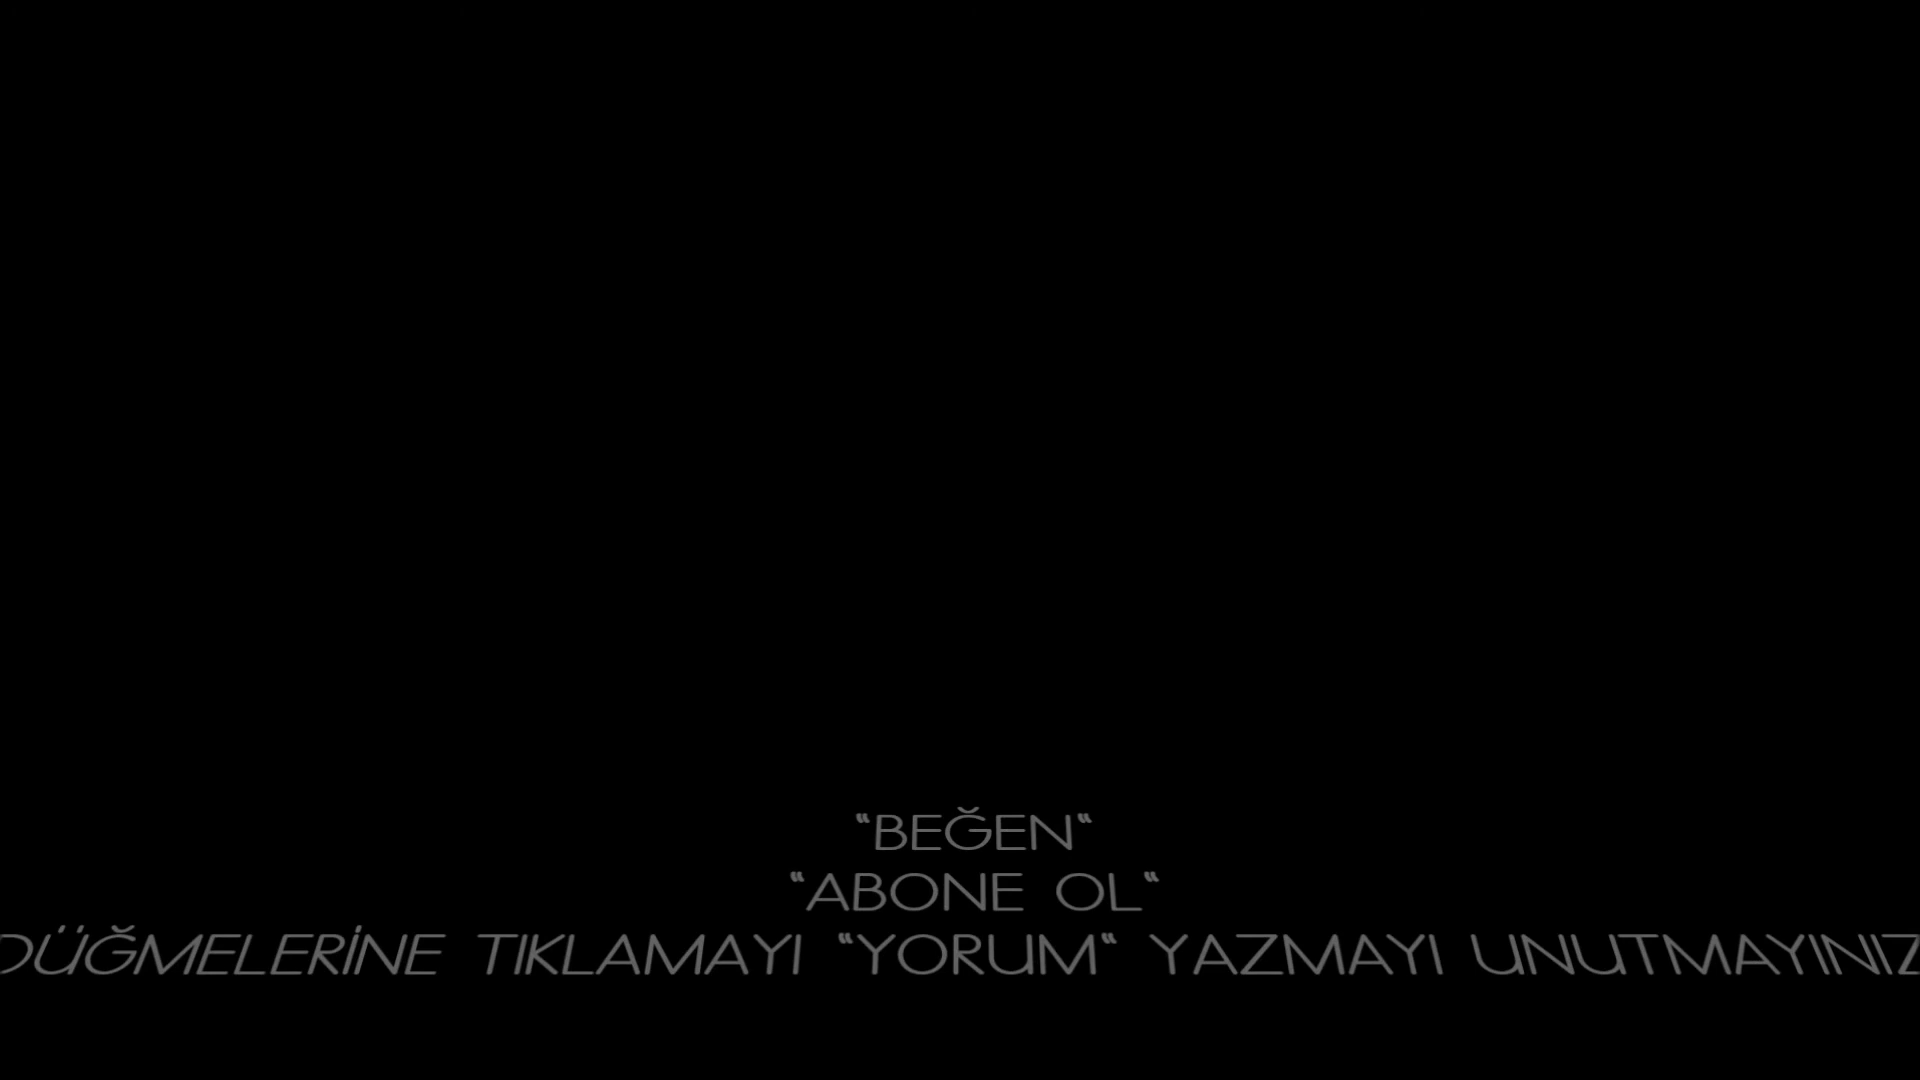 “BEĞEN“
“ABONE OL“
DÜĞMELERİNE TIKLAMAYI “YORUM“ YAZMAYI UNUTMAYINIZ